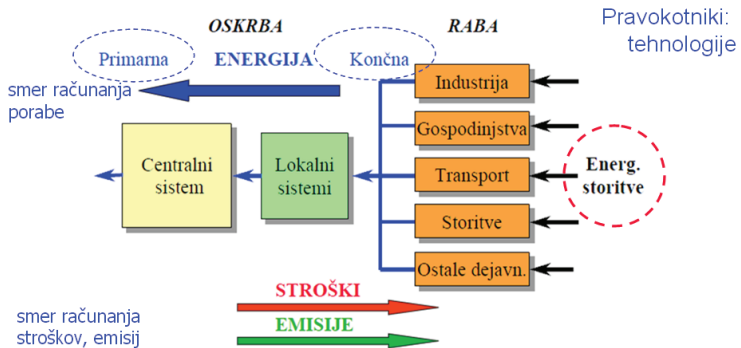 OSKRBA
RABA
Pravokotniki:
tehnologije
Primarna
ENERGIJA
Končna
smer računanja
porabe
Industrija
Gospodinjstva
Centralni
sistem
Lokalni
sistemi
Transport
Energ.
storitve
Storitve
Ostale dejavn.
STROŠKI
smer računanja
stroškov, emisij
EMISIJE